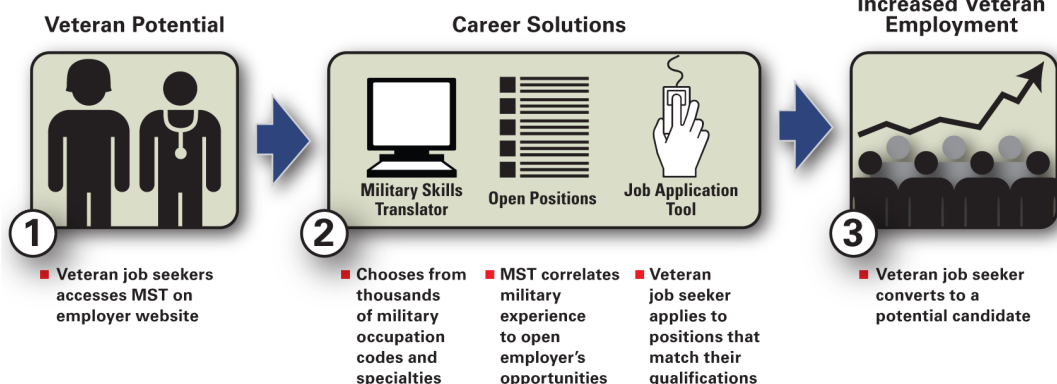 Veteran Potential
1
Veteran job seekers
accesses MST on
employer website
Career Solutions
Military Skills
Translator
Open Positions
Job Application
Tool
2
Chooses from
thousands
of military
occupation
codes and
specialties
MST correlates
military
experience
to open
employer's
opportunities
Veteran
job seeker
applies to
positions that
match their
qualifications
Increased Veteran
Employment
3
Veteran job seeker
converts to a
potential candidate